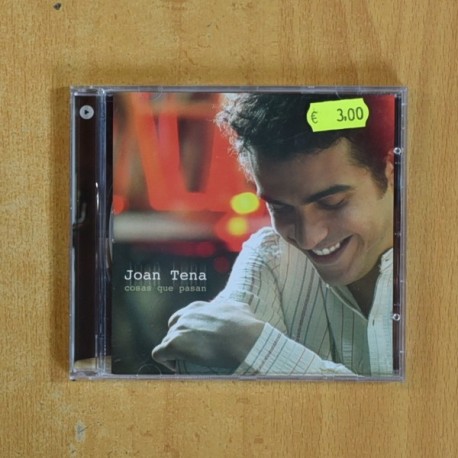 € 3.00
Joan Tena
cosas que pasan